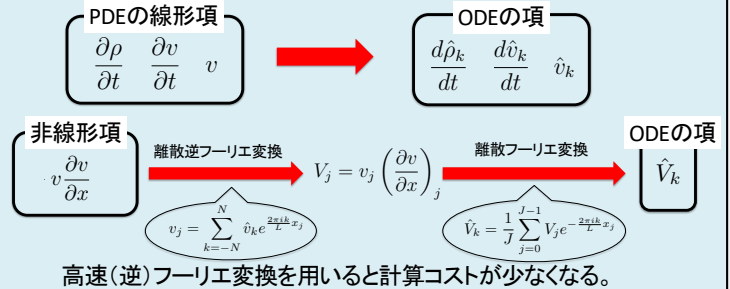 PDEの線形項
ODEの項
∂ρ/∂t ∂v/∂t v
dρ̂_k/dt dv̂_k/dt v̂_k
非線形項
ODEの項
離散逆フーリエ変換
離散フーリエ変換
v ∂v/∂x
V_j = v_j (∂v/∂x)_j
V̂_k
v_j = ∑_{k=-N}^{N} v̂_k e^{\frac{2πik}{L} x_j}
V̂_k = \frac{1}{J} ∑_{j=0}^{J-1} V_j e^{-\frac{2πik}{L} x_j}
高速(逆)フーリエ変換を用いると計算コストが少なくなる。